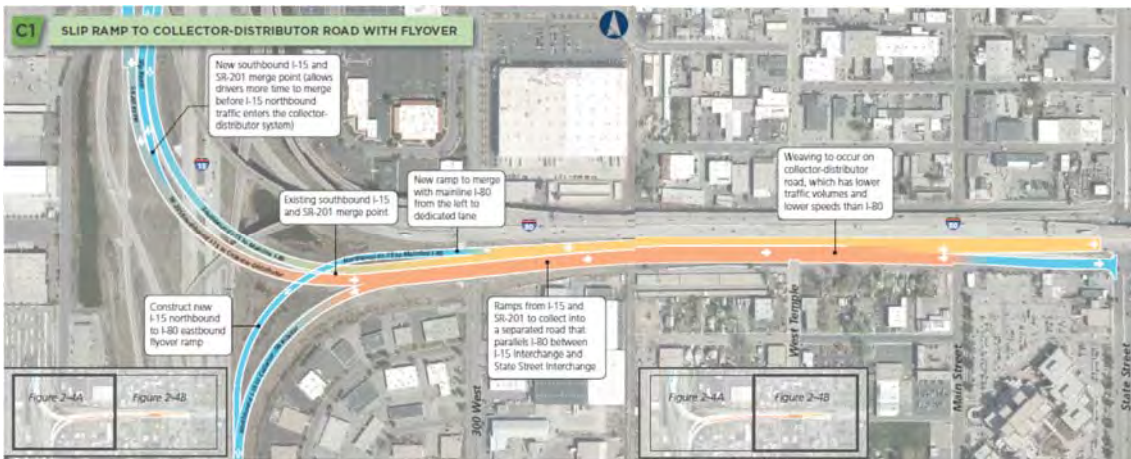 C1 SLIP RAMP TO COLLECTOR-DISTRIBUTOR ROAD WITH FLYOVER
New southbound I-15 and
SR-201 merge point (allows
drivers more time to merge
before I-15 northbound
traffic enters the collector-
distributor system)
15
Existing southbound I-15
and SR-201 merge point
New ramp to merge
with mainline I-80
from the left to
dedicated lane
80
Weaving to occur on
collector-distributor
road, which has lower
traffic volumes and
lower speeds than I-80
80
Construct new
I-15 northbound
to I-80 eastbound
flyover ramp
Ramps from I-15 and
SR-201 to collect into
a separated road that
parallels I-80 between
I-15 Interchange and
State Street Interchange
300 West
West Temple
Main Street
State Street
Figure 2-4A
Figure 2-4B
Figure 2-4A
Figure 2-4B